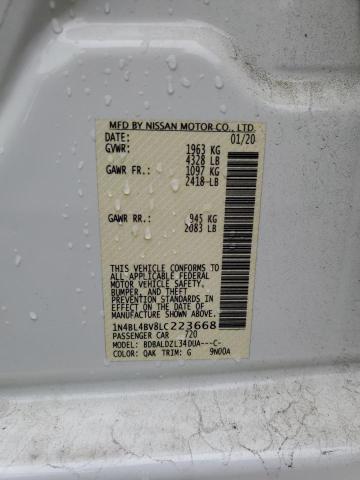 MFD BY NISSAN MOTOR CO., LTD.
DATE: 01/20
GVWR: 1963 KG
4328 LB
GAWR FR.: 1097 KG
2418 LB
GAWR RR.: 945 KG
2083 LB
THIS VEHICLE CONFORMS TO
ALL APPLICABLE FEDERAL
MOTOR VEHICLE SAFETY,
BUMPER, AND THEFT
PREVENTION STANDARDS IN
EFFECT ON THE DATE OF
MANUFACTURE SHOWN ABOVE.
1N4BL4BV8LC223668
PASSENGER CAR 720
MODEL: BDBALDZL34DUA---C-
COLOR: QAK TRIM: G 9N00A